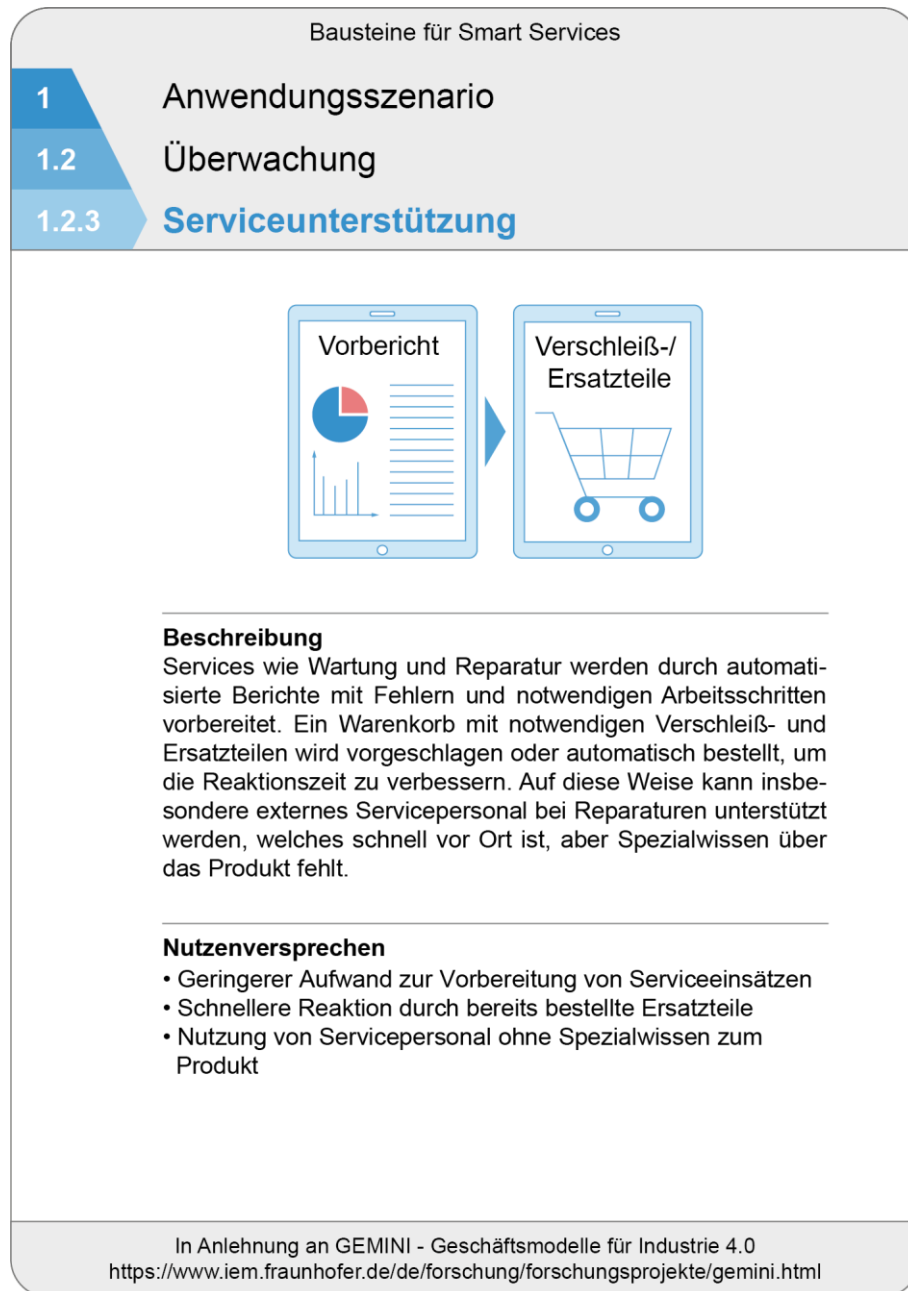 Bausteine für Smart Services
1 Anwendungsszenario
1.2 Überwachung
1.2.3 Serviceunterstützung
Vorbericht
Verschleiß-/
Ersatzteile
Beschreibung
Services wie Wartung und Reparatur werden durch automati-
sierte Berichte mit Fehlern und notwendigen Arbeitsschritten
vorbereitet. Ein Warenkorb mit notwendigen Verschleiß- und
Ersatzteilen wird vorgeschlagen oder automatisch bestellt, um
die Reaktionszeit zu verbessern. Auf diese Weise kann insbe-
sondere externes Servicepersonal bei Reparaturen unterstützt
werden, welches schnell vor Ort ist, aber Spezialwissen über
das Produkt fehlt.
Nutzenversprechen
• Geringerer Aufwand zur Vorbereitung von Serviceeinsätzen
• Schnellere Reaktion durch bereits bestellte Ersatzteile
• Nutzung von Servicepersonal ohne Spezialwissen zum
Produkt
In Anlehnung an GEMINI - Geschäftsmodelle für Industrie 4.0
https://www.iem.fraunhofer.de/de/forschung/forschungsprojekte/gemini.html